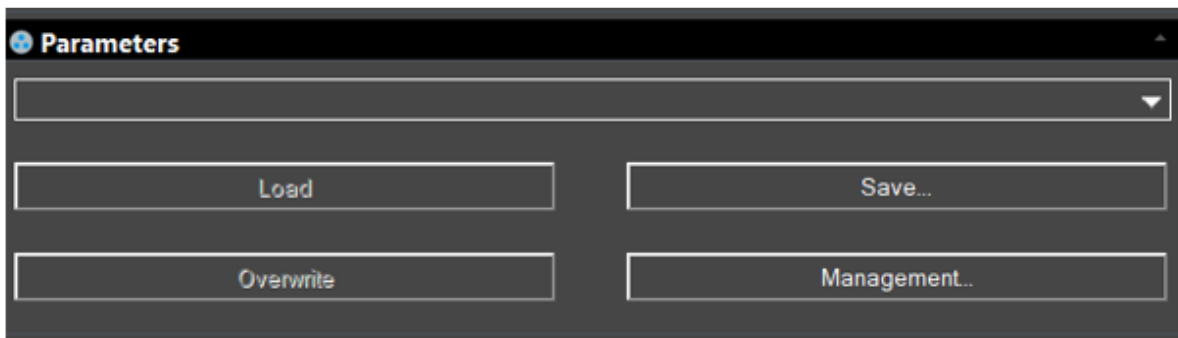 Parameters
Load
Save...
Overwrite
Management...